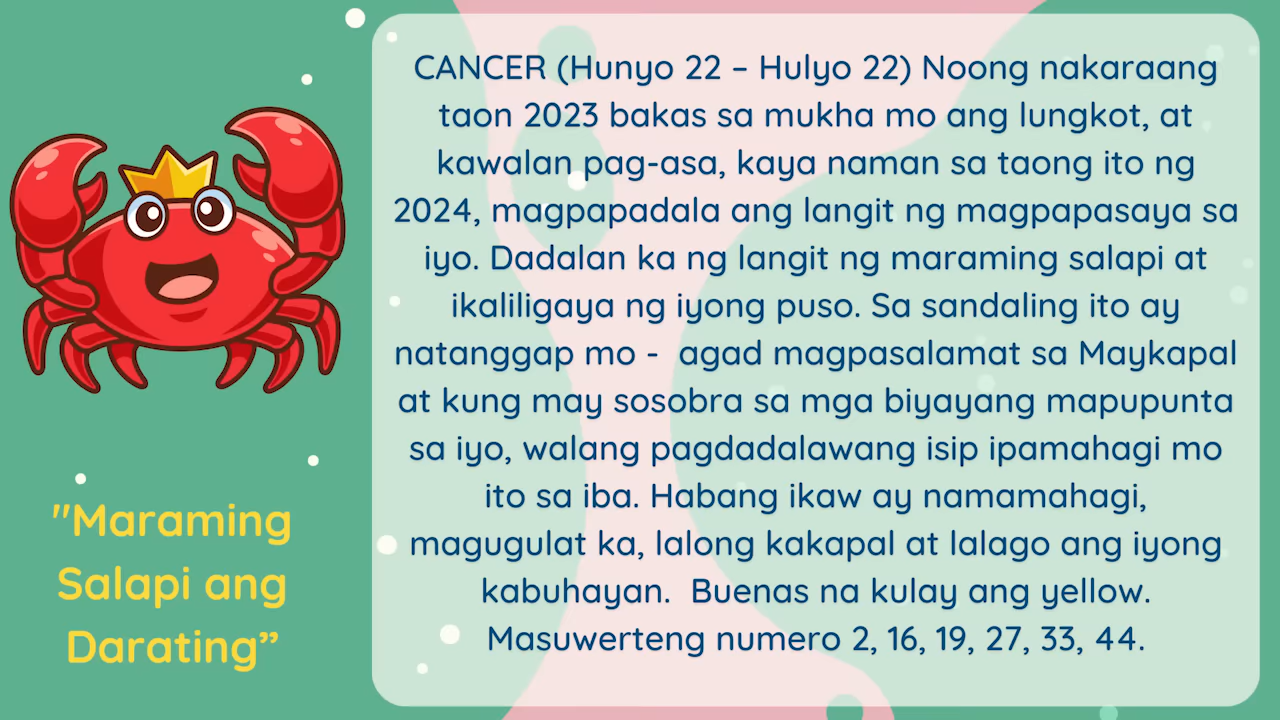 CANCER (Hunyo 22 – Hulyo 22) Noong nakaraang
taon 2023 bakas sa mukha mo ang lungkot, at
kawalan pag-asa, kaya naman sa taong ito ng
2024, magpapadala ang langit ng magpapasaya sa
iyo. Dadalan ka ng langit ng maraming salapi at
ikaliligaya ng iyong puso. Sa sandaling ito ay
natanggap mo -  agad magpasalamat sa Maykapal
at kung may sosobra sa mga biyayang mapupunta
sa iyo, walang pagdadalawang isip ipamahagi mo
ito sa iba. Habang ikaw ay namamahagi,
magugulat ka, lalong kakapal at lalago ang iyong
kabuhayan.  Buenas na kulay ang yellow.
Masuwerteng numero 2, 16, 19, 27, 33, 44.
"Maraming
Salapi ang
Darating”